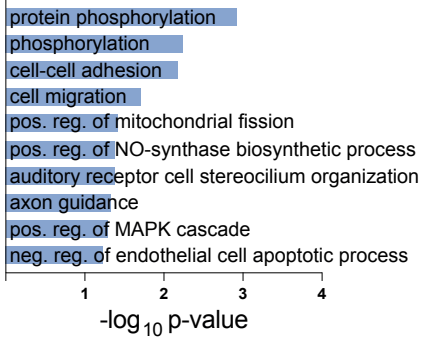 protein phosphorylation
phosphorylation
cell-cell adhesion
cell migration
pos. reg. of mitochondrial fission
pos. reg. of NO-synthase biosynthetic process
auditory receptor cell stereocilium organization
axon guidance
pos. reg. of MAPK cascade
neg. reg. of endothelial cell apoptotic process
1 2 3 4
-log10 p-value